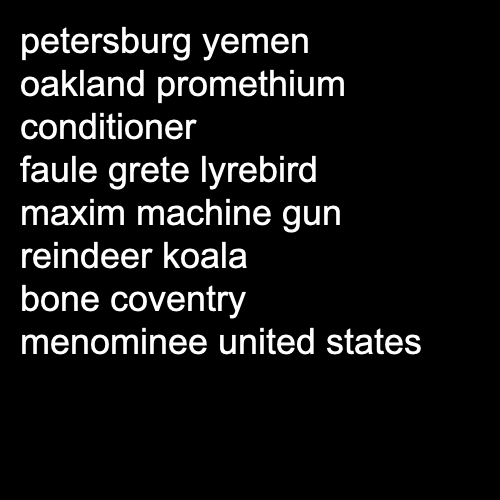 petersburg yemen
oakland promethium
conditioner
faule grete lyrebird
maxim machine gun
reindeer koala
bone coventry
menominee united states